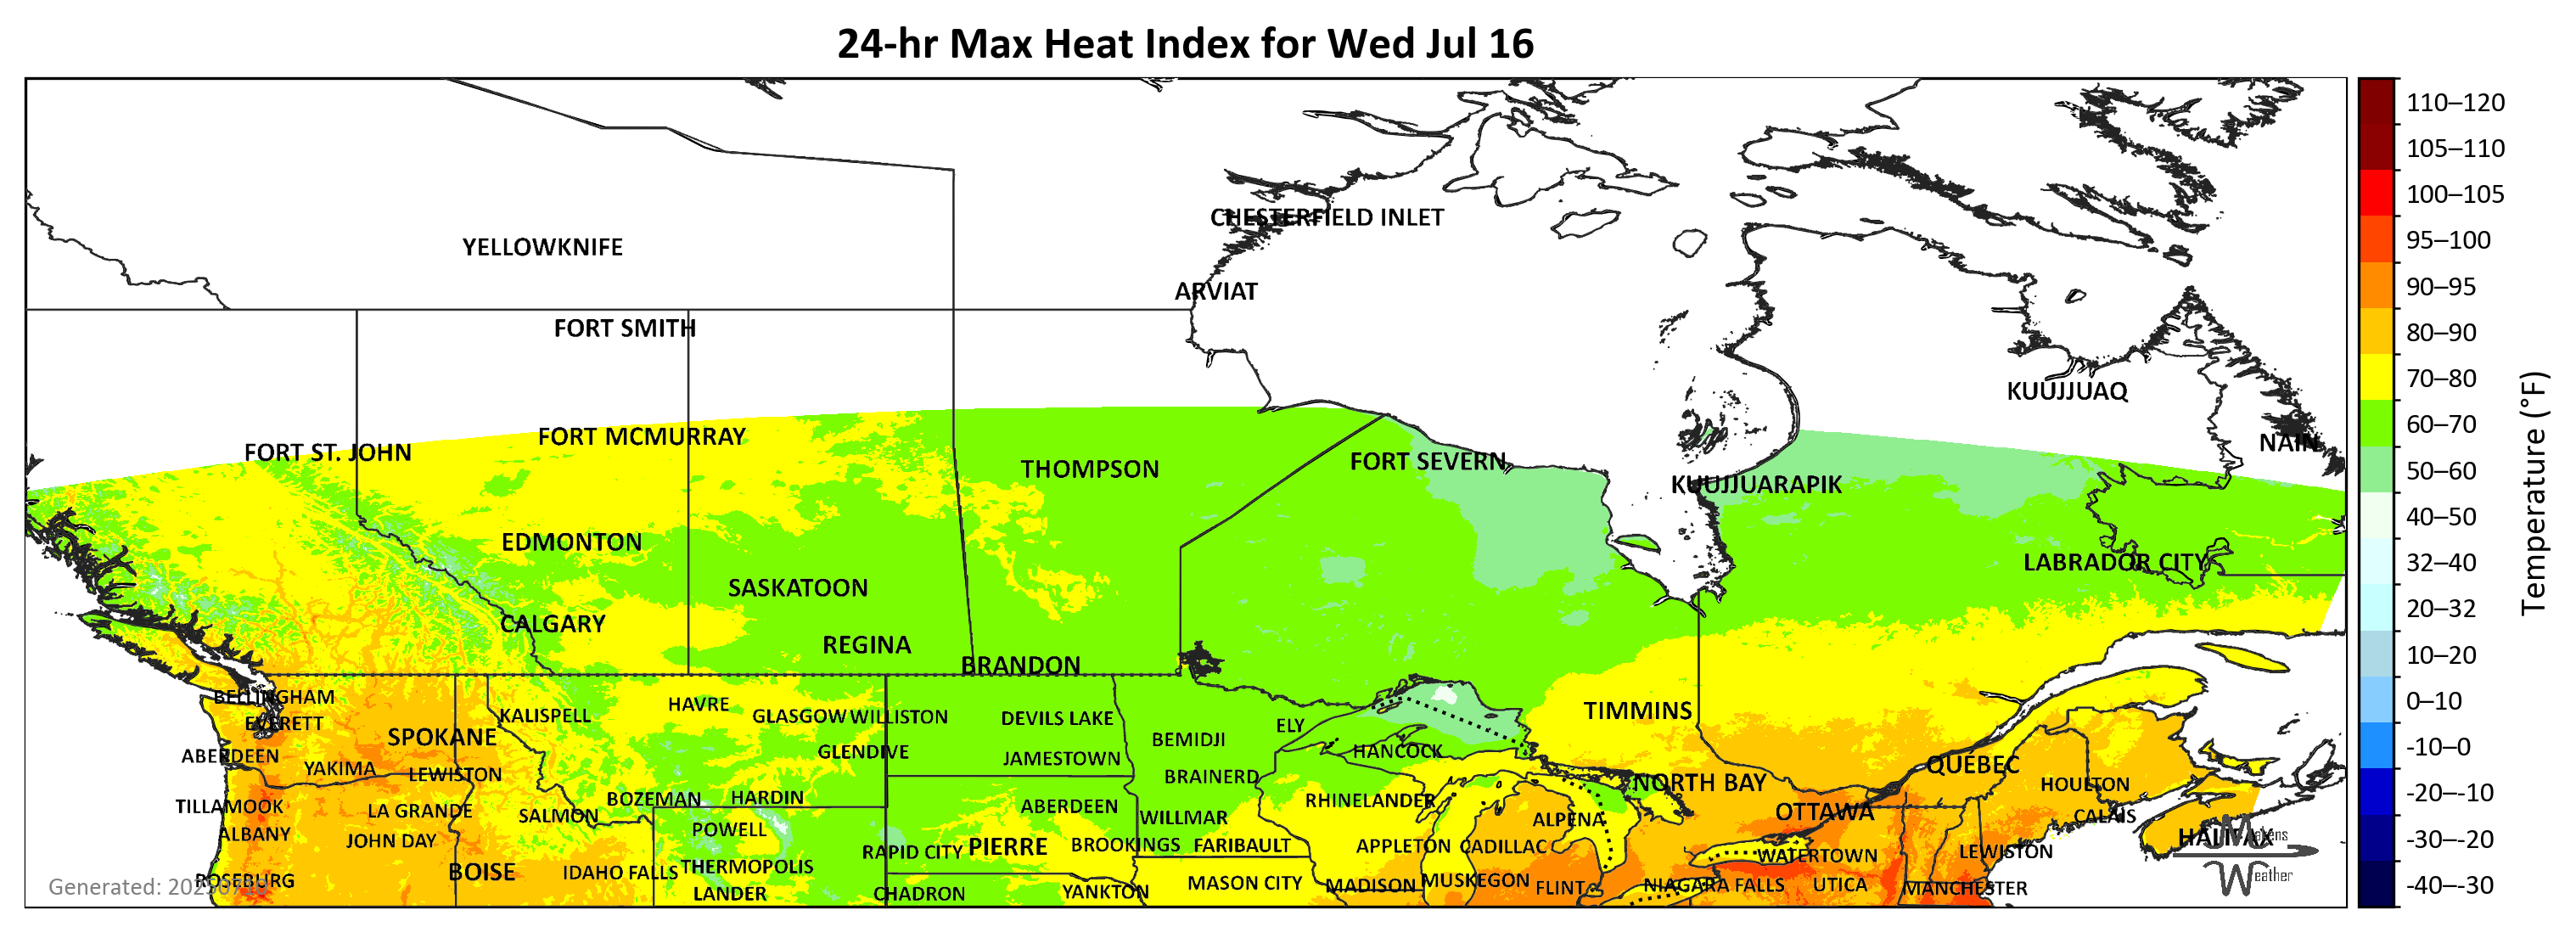 24-hr Max Heat Index for Wed Jul 16
110–120
105–110
100–105
95–100
90–95
80–90
70–80
60–70
50–60
40–50
32–40
20–32
10–20
0–10
-10–0
-20–-10
-30–-20
-40–-30
Temperature (°F)
CHESTERFIELD INLET
YELLOWKNIFE
ARVIAT
FORT SMITH
KUUJJUAQ
FORT MCMURRAY
NAIN
FORT ST. JOHN
FORT SEVERN
THOMPSON
KUUJJUARAPIK
EDMONTON
LABRADOR CITY
SASKATOON
CALGARY
REGINA
BRANDON
BELLINGHAM
HAVRE
TIMMINS
KALISPELL
GLASGOW
WILLISTON
DEVILS LAKE
EVERETT
ELY
SPOKANE
BEMIDJI
HANCOCK
GLENDIVE
ABERDEEN
JAMESTOWN
QUÉBEC
YAKIMA
LEWISTON
BRAINERD
NORTH BAY
HOULTON
BOZEMAN
HARDIN
RHINELANDER
TILLAMOOK
ABERDEEN
LA GRANDE
OTTAWA
SALMON
WILLMAR
CALAIS
ALPENA
POWELL
ALBANY
HALIFAX
JOHN DAY
BROOKINGS
FARIBAULT
APPLETON
CADILLAC
PIERRE
RAPID CITY
LEWISTON
WATERTOWN
THERMOPOLIS
BOISE
IDAHO FALLS
ROSEBURG
MUSKEGON
MASON CITY
MADISON
NIAGARA FALLS
UTICA
FLINT
MANCHESTER
YANKTON
LANDER
CHADRON
Weather
Generated: